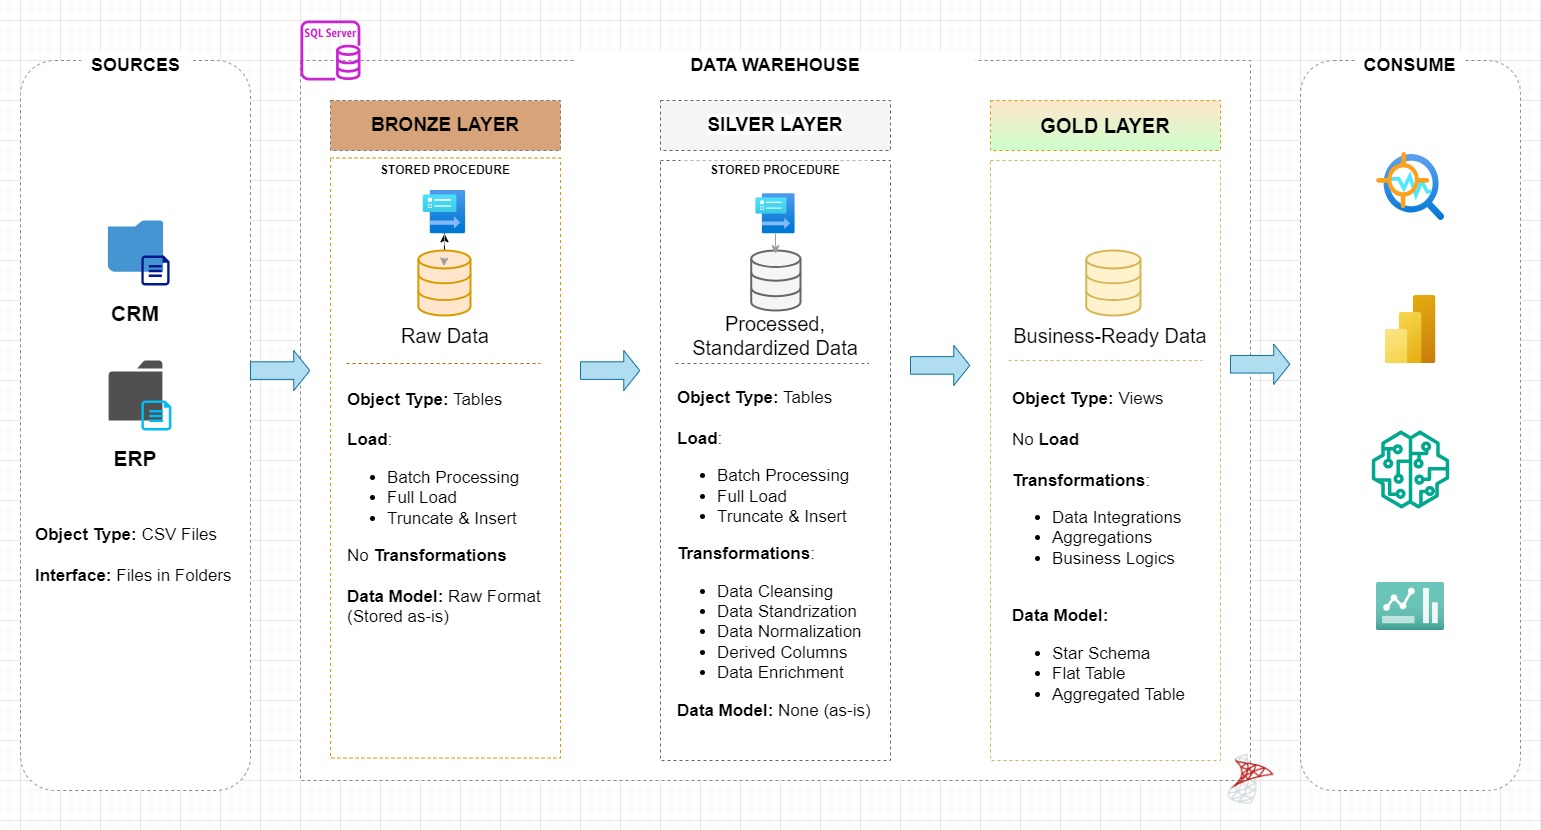 SQL Server
SOURCES
DATA WAREHOUSE
CONSUME
CRM
ERP
Object Type: CSV Files
Interface: Files in Folders
BRONZE LAYER
STORED PROCEDURE
Raw Data
Object Type: Tables
Load:
Batch Processing
Full Load
Truncate & Insert
No Transformations
Data Model: Raw Format
(Stored as-is)
SILVER LAYER
STORED PROCEDURE
Processed,
Standardized Data
Object Type: Tables
Load:
Batch Processing
Full Load
Truncate & Insert
Transformations:
Data Cleansing
Data Standrization
Data Normalization
Derived Columns
Data Enrichment
Data Model: None (as-is)
GOLD LAYER
Business-Ready Data
Object Type: Views
No Load
Transformations:
Data Integrations
Aggregations
Business Logics
Data Model:
Star Schema
Flat Table
Aggregated Table